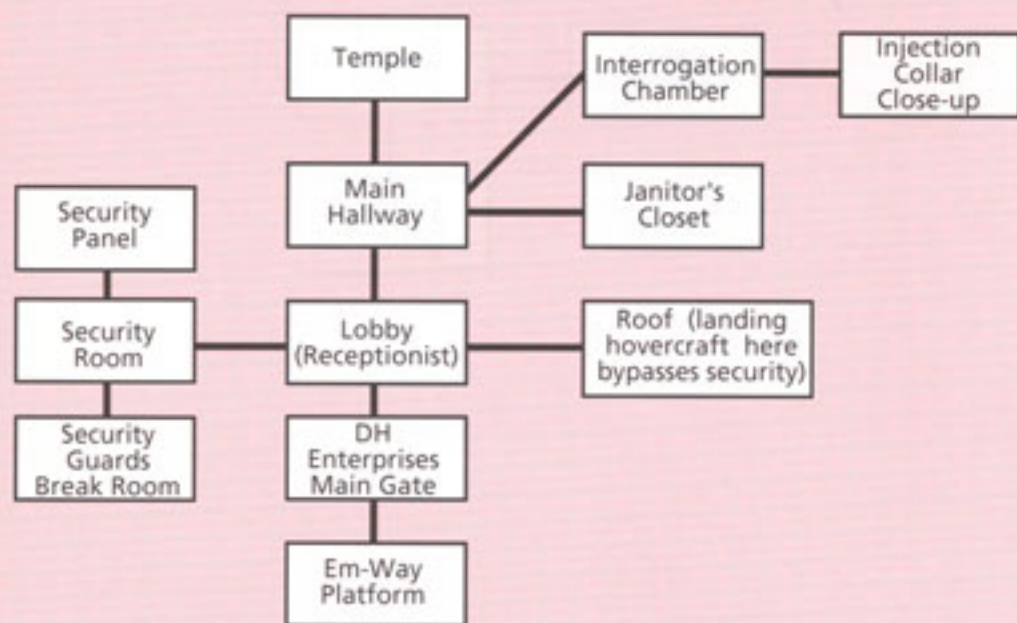 Temple
Interrogation
Chamber
Injection
Collar
Close-up
Main
Hallway
Janitor's
Closet
Security
Panel
Security
Room
Lobby
(Receptionist)
Roof (landing
hovercraft here
bypasses security)
Security
Guards
Break Room
DH
Enterprises
Main Gate
Em-Way
Platform